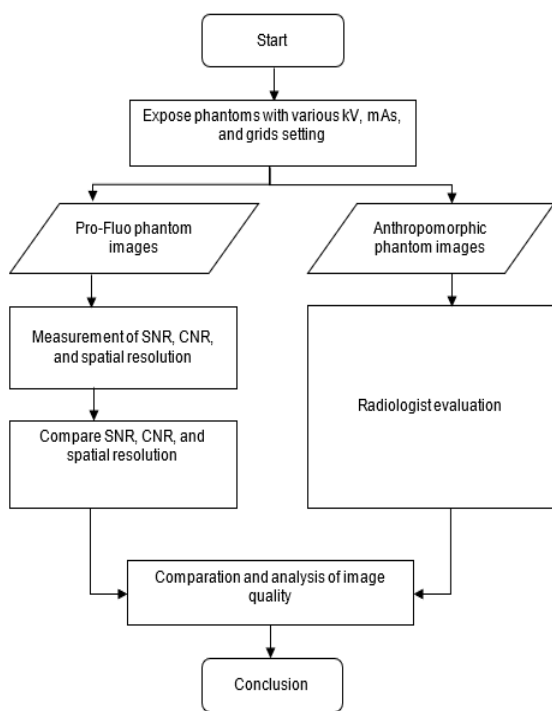 Start
Expose phantoms with various kV, mAs,
and grids setting
Pro-Fluo phantom
images
Anthropomorphic
phantom images
Measurement of SNR, CNR,
and spatial resolution
Radiologist evaluation
Compare SNR, CNR, and
spatial resolution
Comparation and analysis of image
quality
Conclusion